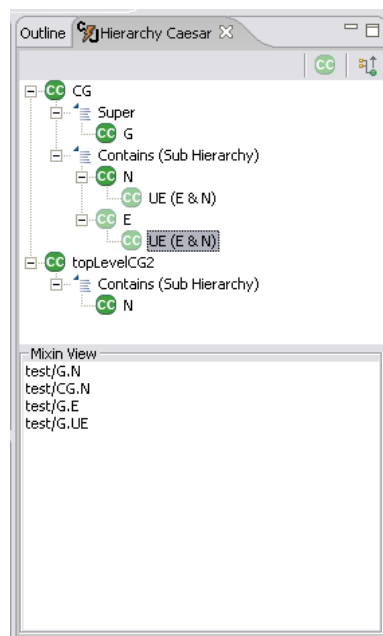 Outline Hierarchy Caesar
CC
CC CG
Super
CC G
Contains (Sub Hierarchy)
CC N
CC UE (E & N)
CC E
CC UE (E & N)
CC topLevelCG2
Contains (Sub Hierarchy)
CC N
Mixin View
test/G.N
test/CG.N
test/G.E
test/G.UE